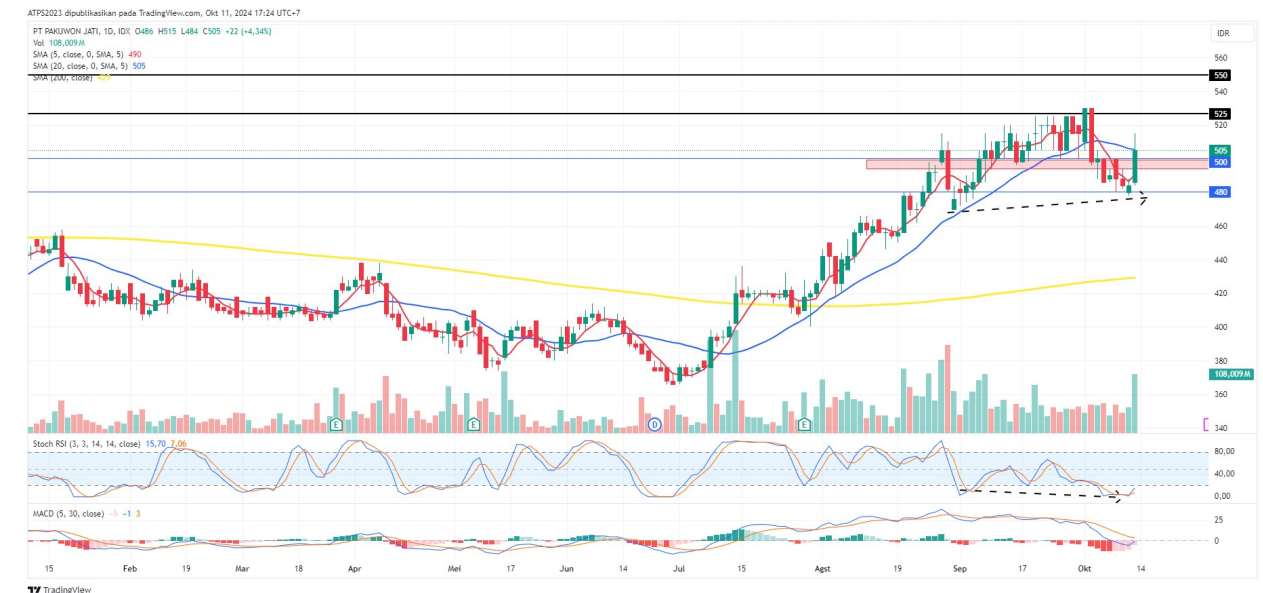 ATPS2023 dipublikasikan pada TradingView.com, Okt 11, 2024 17:24 UTC+7
PT PAKUWON JATI, 1D, IDX O486 H515 L484 C505 +22 (+4,34%)
IDR
Vol 108,009M
SMA (5, close, 0, SMA, 5) 490
SMA (20, close, 0, SMA, 5) 505
SMA (200, close)
560
550
540
525
520
505
500
480
460
440
420
400
380
108,009M
360
340
E
E
D
E
Stoch RSI (3, 3, 14, 14, close) 15,70 7,06
80,00
40,00
0,00
MACD (5, 30, close) -5 -1 3
25
0
15 Feb 19 Mar 18 Apr Mei 17 Jun 14 Jul 15 Agst 19 Sep 17 Okt 14
TradingView